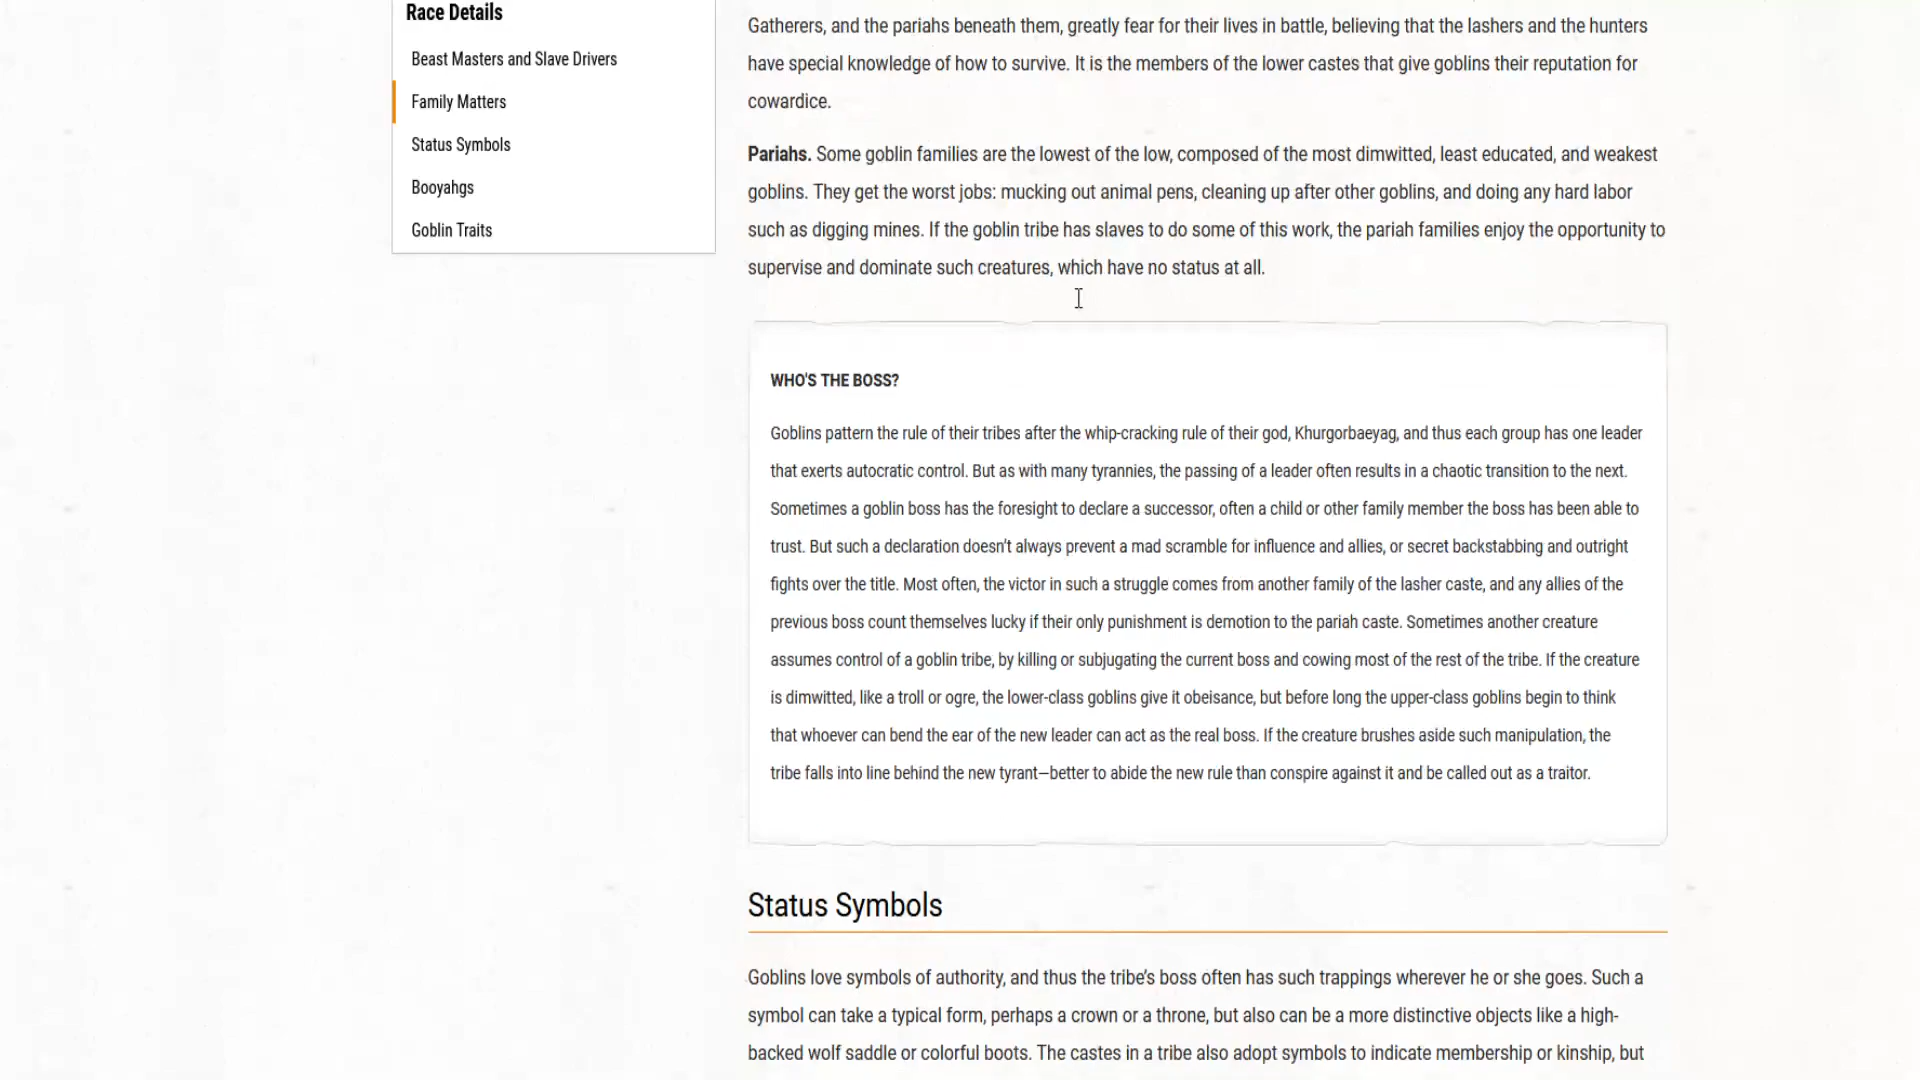 Race Details
Beast Masters and Slave Drivers
Family Matters
Status Symbols
Booyahgs
Goblin Traits
Gatherers, and the pariahs beneath them, greatly fear for their lives in battle, believing that the lashers and the hunters
have special knowledge of how to survive. It is the members of the lower castes that give goblins their reputation for
cowardice.
Pariahs. Some goblin families are the lowest of the low, composed of the most dimwitted, least educated, and weakest
goblins. They get the worst jobs: mucking out animal pens, cleaning up after other goblins, and doing any hard labor
such as digging mines. If the goblin tribe has slaves to do some of this work, the pariah families enjoy the opportunity to
supervise and dominate such creatures, which have no status at all.
WHO'S THE BOSS?
Goblins pattern the rule of their tribes after the whip-cracking rule of their god, Khurgorbaeyag, and thus each group has one leader
that exerts autocratic control. But as with many tyrannies, the passing of a leader often results in a chaotic transition to the next.
Sometimes a goblin boss has the foresight to declare a successor, often a child or other family member the boss has been able to
trust. But such a declaration doesn't always prevent a mad scramble for influence and allies, or secret backstabbing and outright
fights over the title. Most often, the victor in such a struggle comes from another family of the lasher caste, and any allies of the
previous boss count themselves lucky if their only punishment is demotion to the pariah caste. Sometimes another creature
assumes control of a goblin tribe, by killing or subjugating the current boss and cowing most of the rest of the tribe. If the creature
is dimwitted, like a troll or ogre, the lower-class goblins give it obeisance, but before long the upper-class goblins begin to think
that whoever can bend the ear of the new leader can act as the real boss. If the creature brushes aside such manipulation, the
tribe falls into line behind the new tyrant—better to abide the new rule than conspire against it and be called out as a traitor.
Status Symbols
Goblins love symbols of authority, and thus the tribe's boss often has such trappings wherever he or she goes. Such a
symbol can take a typical form, perhaps a crown or a throne, but also can be a more distinctive objects like a high-
backed wolf saddle or colorful boots. The castes in a tribe also adopt symbols to indicate membership or kinship, but